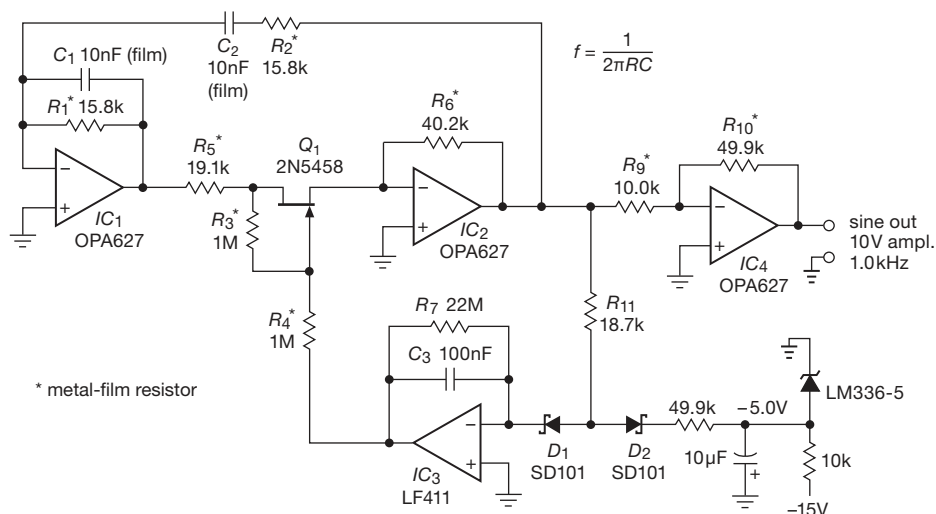 C1 10nF (film)
R1* 15.8k
IC1
OPA627
C2
10nF
(film)
R2*
15.8k
f = 1/(2πRC)
R5*
19.1k
Q1
2N5458
R3*
1M
R6*
40.2k
IC2
OPA627
R9*
10.0k
R10*
49.9k
IC4
OPA627
sine out
10V ampl.
1.0kHz
R4*
1M
R7 22M
C3 100nF
R11
18.7k
* metal-film resistor
IC3
LF411
D1
SD101
D2
SD101
49.9k
–5.0V
LM336-5
10µF
+
10k
–15V